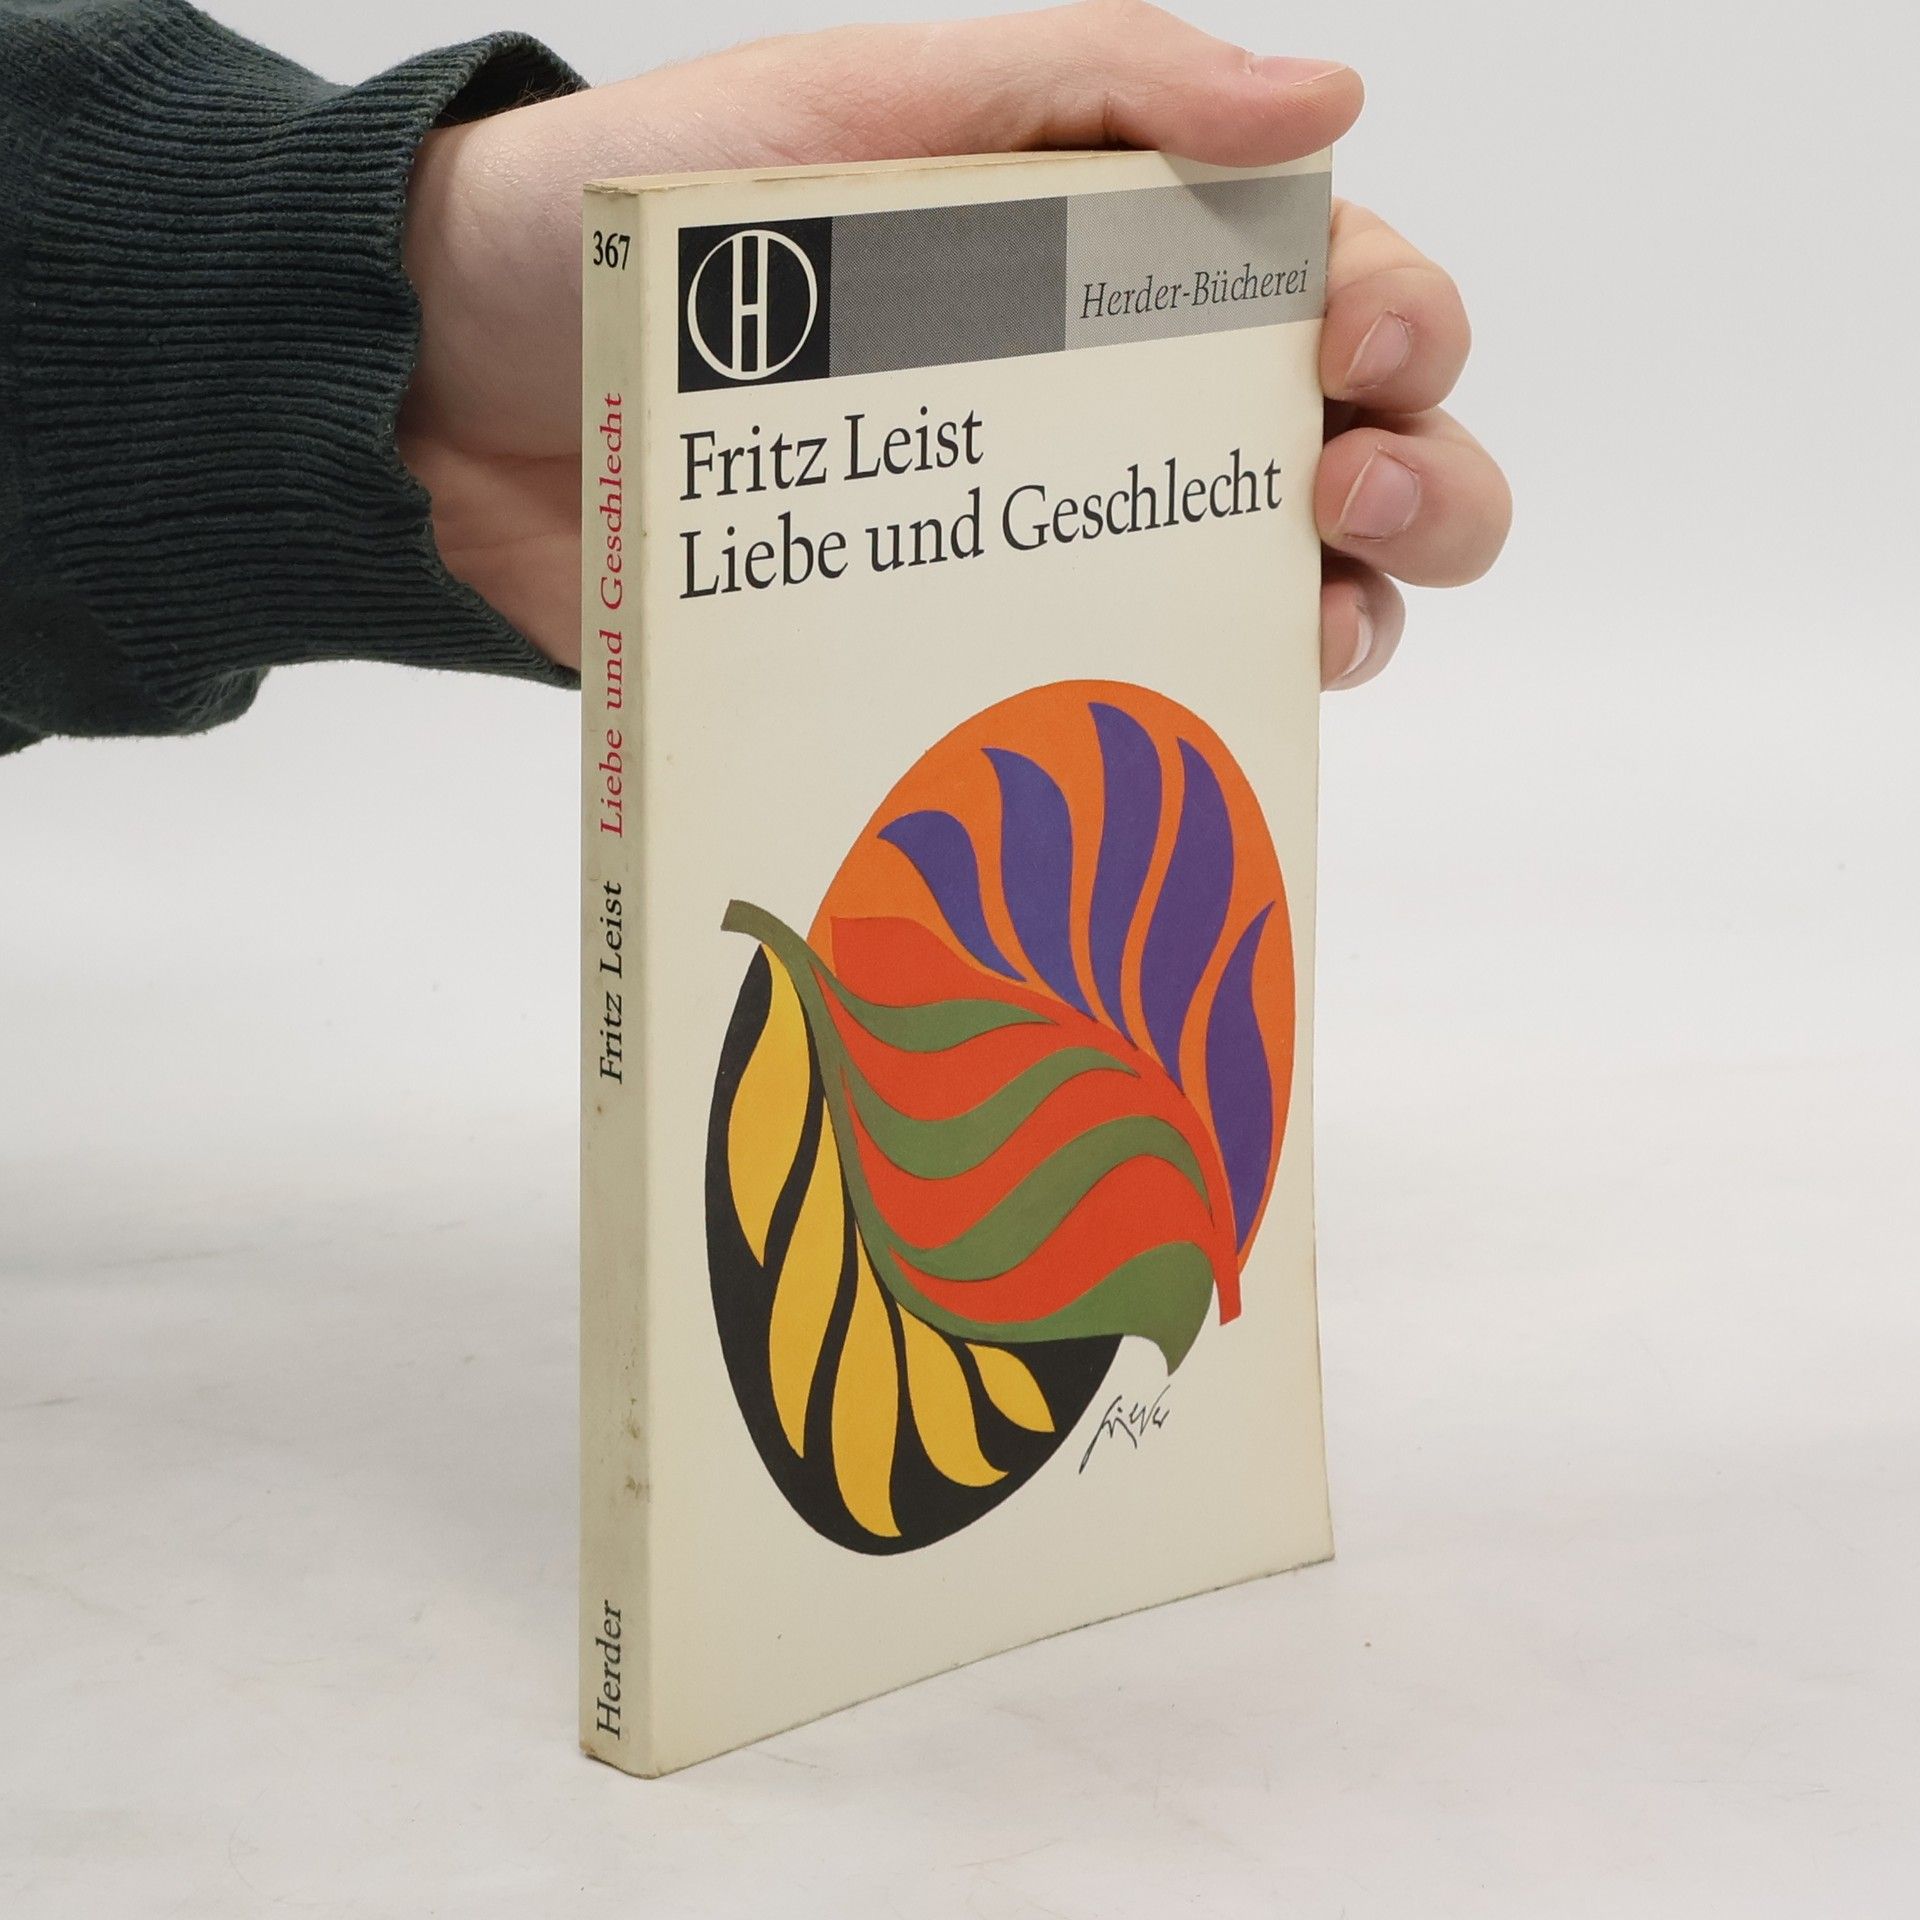 367
Fritz Leist Liebe und Geschlecht
Herder
H
Herder-Bücherei
Fritz Leist
Liebe und Geschlecht